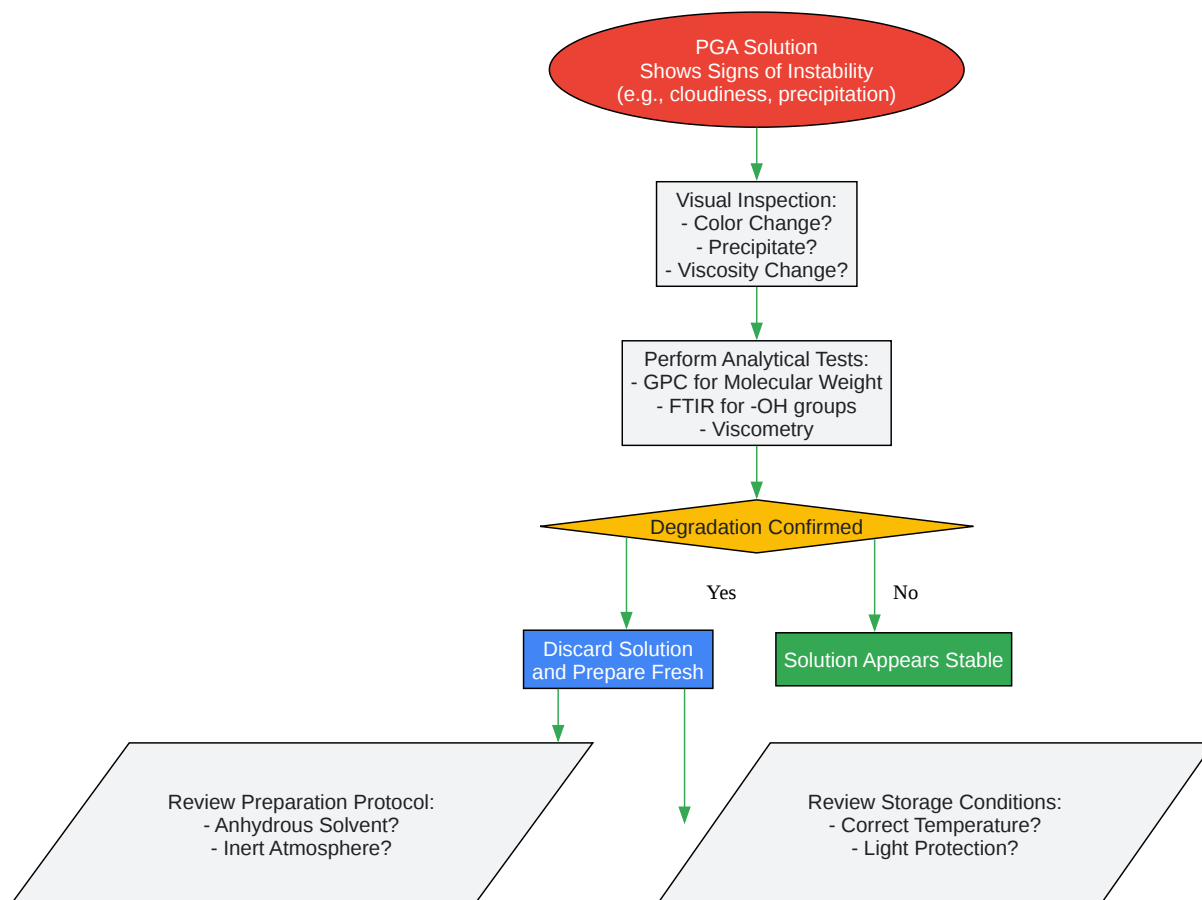 PGA Solution
Shows Signs of Instability
(e.g., cloudiness, precipitation)
Visual Inspection:
- Color Change?
- Precipitate?
- Viscosity Change?
Perform Analytical Tests:
- GPC for Molecular Weight
- FTIR for -OH groups
- Viscometry
Degradation Confirmed
Yes
No
Discard Solution
and Prepare Fresh
Solution Appears Stable
Review Preparation Protocol:
- Anhydrous Solvent?
- Inert Atmosphere?
Review Storage Conditions:
- Correct Temperature?
- Light Protection?